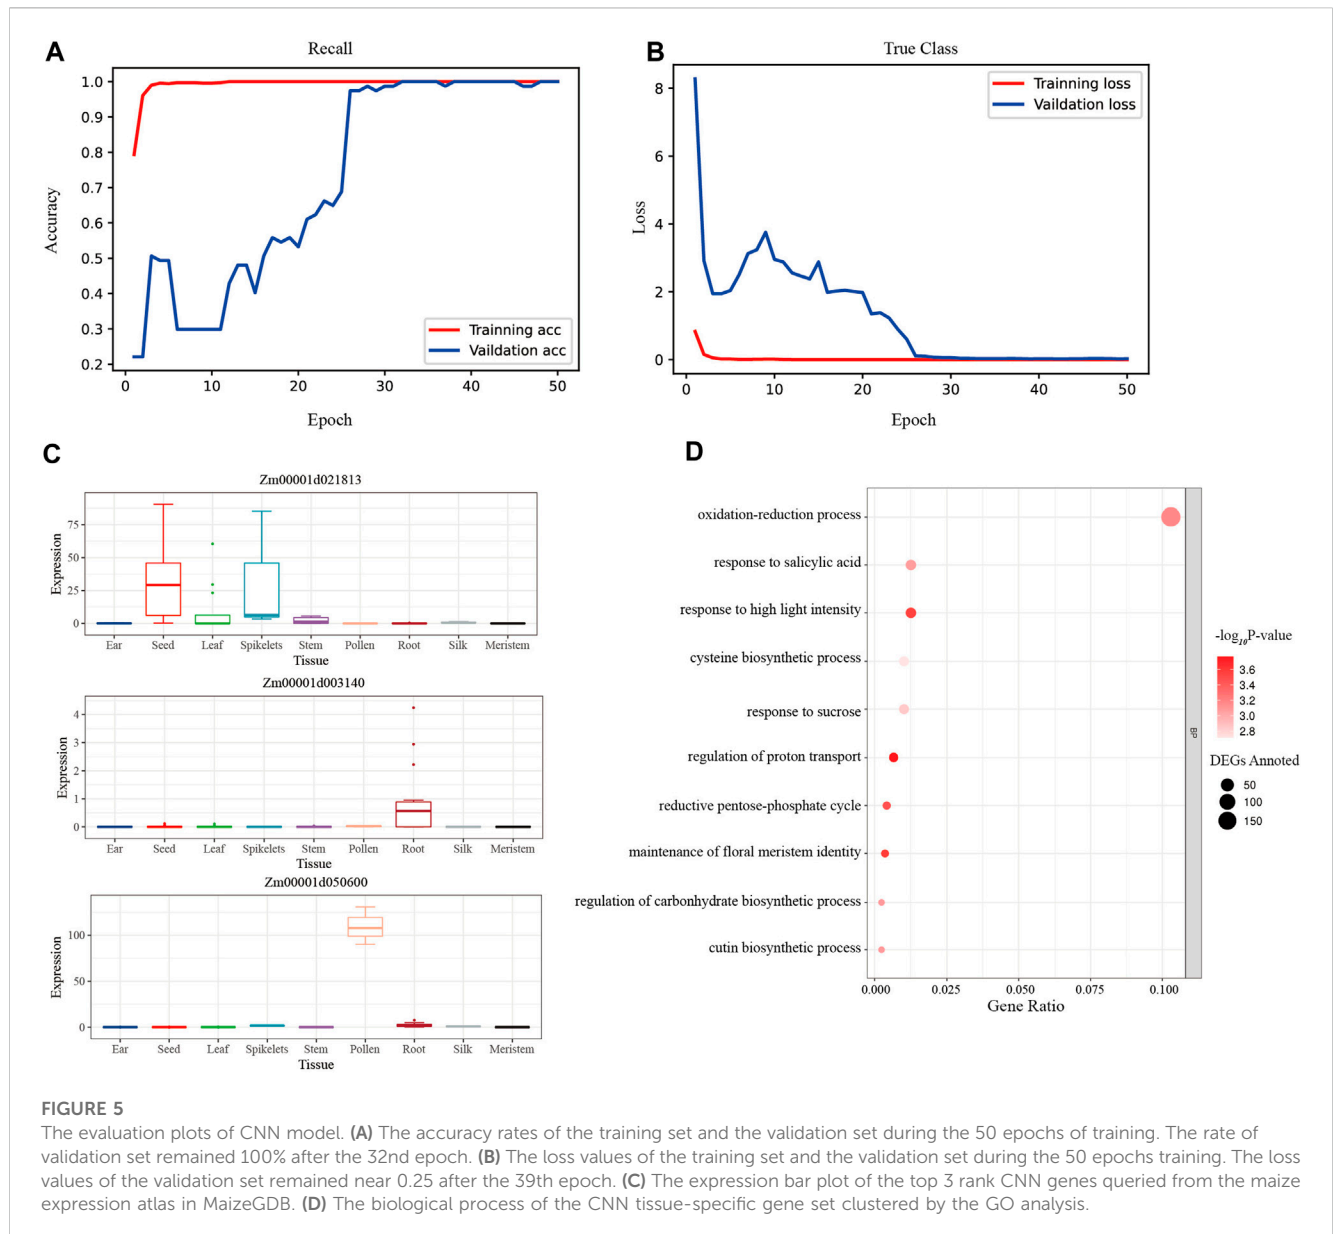 A
Recall
1.0
0.9
0.8
0.7
0.6
0.5
0.4
0.3
0.2
Accuracy
Trainning acc
Vaildation acc
0 10 20 30 40 50
Epoch
B
True Class
8
6
4
2
0
Loss
Trainning loss
Vaildation loss
0 10 20 30 40 50
Epoch
C
Zm00001d021813
75
50
25
0
Expression
Ear Seed Leaf Spikelets Stem Pollen Root Silk Meristem
Tissue
Zm00001d003140
4
3
2
1
0
Expression
Ear Seed Leaf Spikelets Stem Pollen Root Silk Meristem
Tissue
Zm00001d050600
100
50
0
Expression
Ear Seed Leaf Spikelets Stem Pollen Root Silk Meristem
Tissue
D
oxidation-reduction process
response to salicylic acid
response to high light intensity
cysteine biosynthetic process
response to sucrose
regulation of proton transport
reductive pentose-phosphate cycle
maintenance of floral meristem identity
regulation of carbonhydrate biosynthetic process
cutin biosynthetic process
0.000 0.025 0.050 0.075 0.100
Gene Ratio
BP
-log10P-value
3.6
3.4
3.2
3.0
2.8
DEGs Annoted
50
100
150
FIGURE 5
The evaluation plots of CNN model. (A) The accuracy rates of the training set and the validation set during the 50 epochs of training. The rate of
validation set remained 100% after the 32nd epoch. (B) The loss values of the training set and the validation set during the 50 epochs training. The loss
values of the validation set remained near 0.25 after the 39th epoch. (C) The expression bar plot of the top 3 rank CNN genes queried from the maize
expression atlas in MaizeGDB. (D) The biological process of the CNN tissue-specific gene set clustered by the GO analysis.